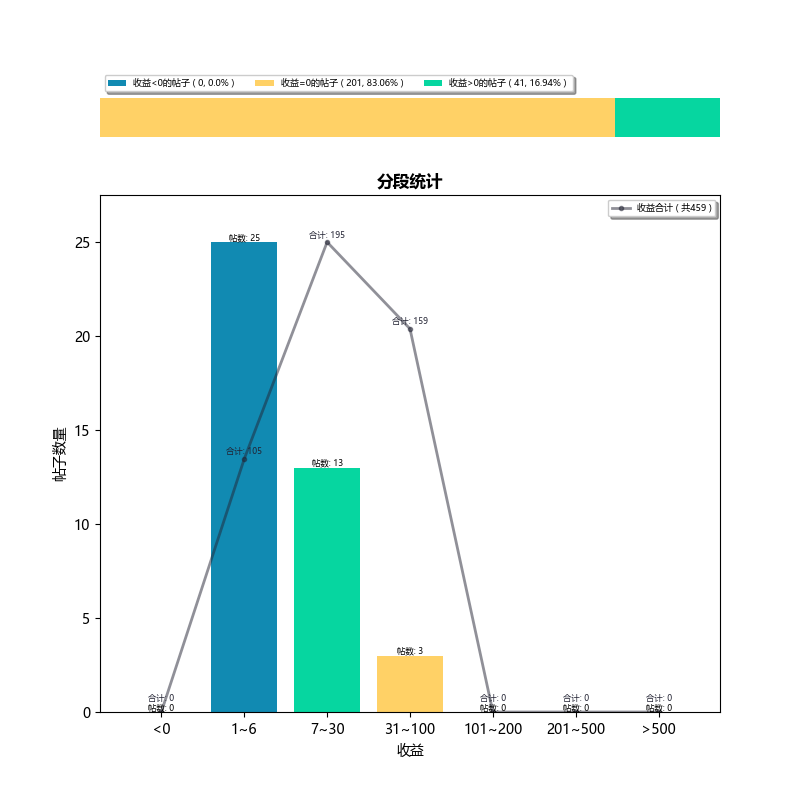 收益<0的帖子 ( 0, 0.0% )
收益=0的帖子 ( 201, 83.06% )
收益>0的帖子 ( 41, 16.94% )
分段统计
收益合计 ( 共459 )
帖子数量
25
20
15
10
5
0
合计: 0
帖数: 0
帖数: 25
合计: 105
合计: 195
帖数: 13
合计: 159
帖数: 3
合计: 0
帖数: 0
合计: 0
帖数: 0
合计: 0
帖数: 0
<0
1~6
7~30
31~100
101~200
201~500
>500
收益